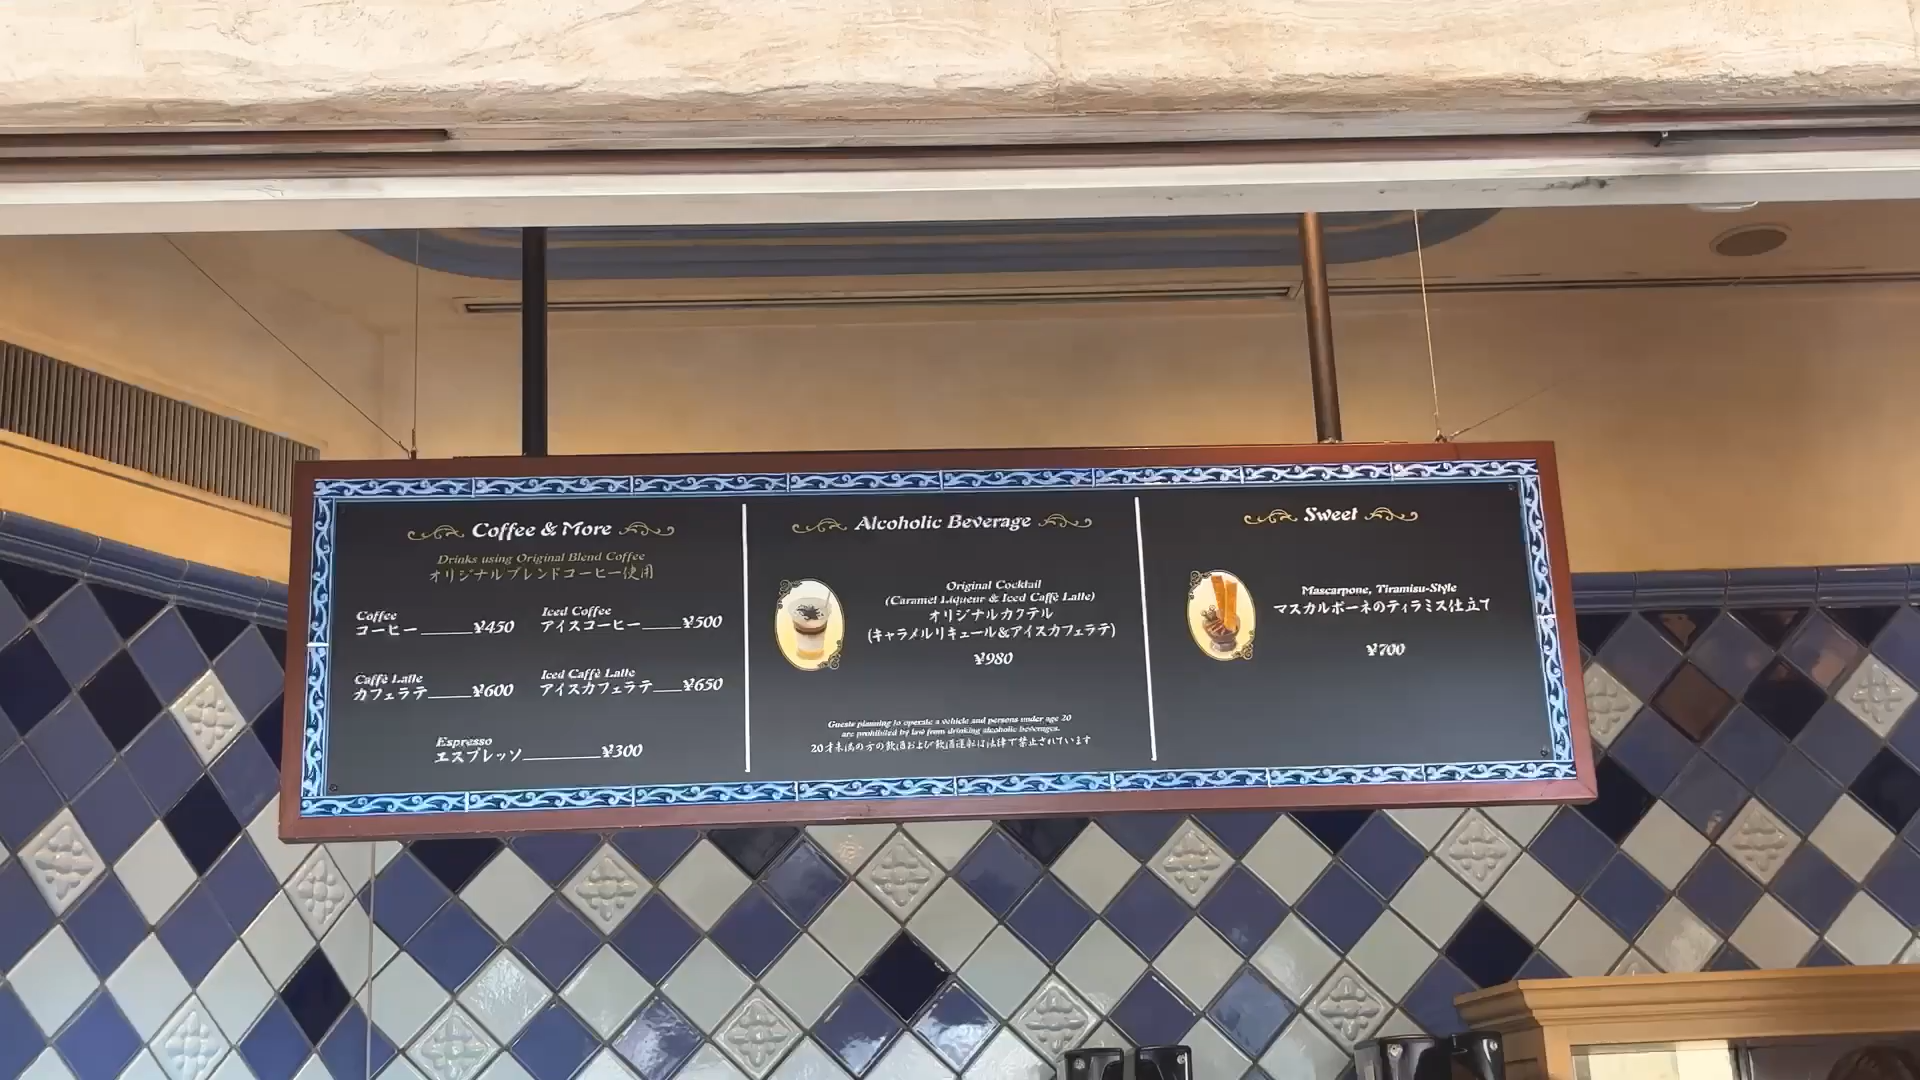 Coffee & More
Drinks using Original Blend Coffee
オリジナルブレンドコーヒー使用
Coffee
コーヒー ¥450
Iced Coffee
アイスコーヒー ¥500
Caffè Latte
カフェラテ ¥600
Iced Caffè Latte
アイスカフェラテ ¥650
Espresso
エスプレッソ ¥300
Alcoholic Beverage
Original Cocktail
(Caramel Liqueur & Iced Caffè Latte)
オリジナルカクテル
(キャラメルリキュール&アイスカフェラテ)
¥980
Guests planning to operate a vehicle and persons under age 20
are prohibited by law from drinking alcoholic beverages.
20才未満の方の飲酒および飲酒運転は法律で禁止されています
Sweet
Mascarpone, Tiramisu-Style
マスカルポーネのティラミス仕立て
¥700